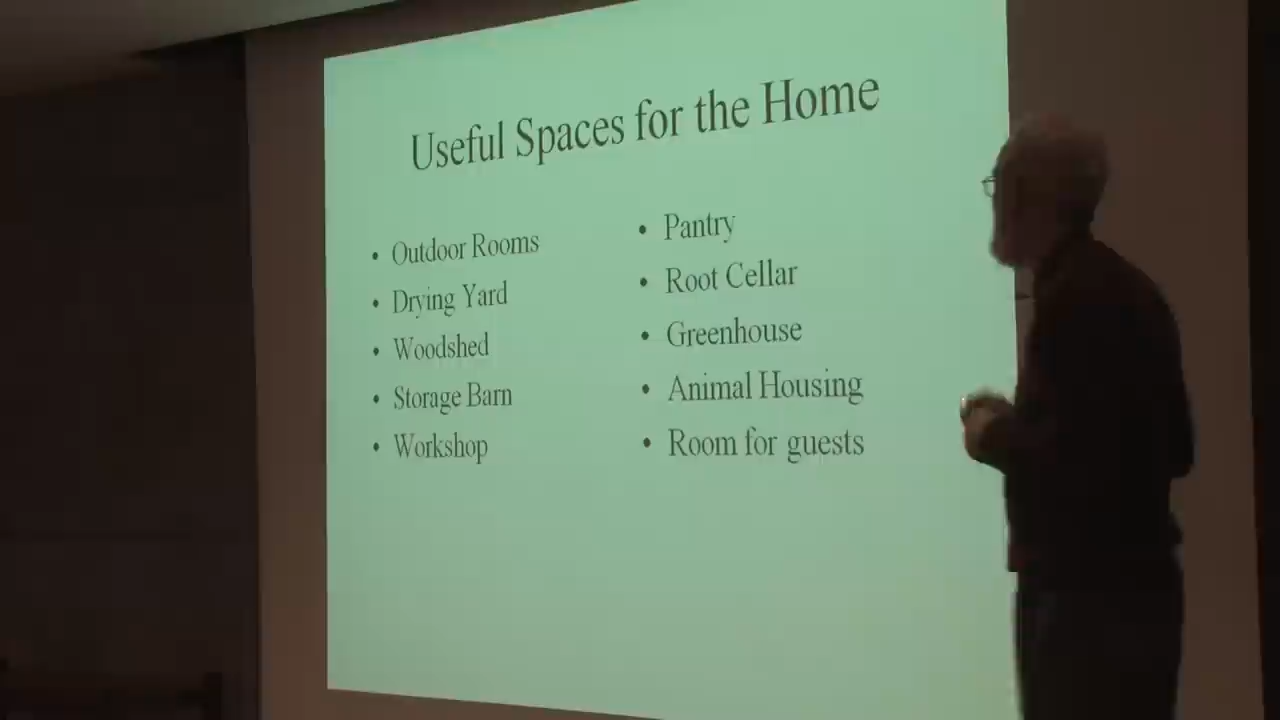 Useful Spaces for the Home
• Outdoor Rooms
• Drying Yard
• Woodshed
• Storage Barn
• Workshop
• Pantry
• Root Cellar
• Greenhouse
• Animal Housing
• Room for guests